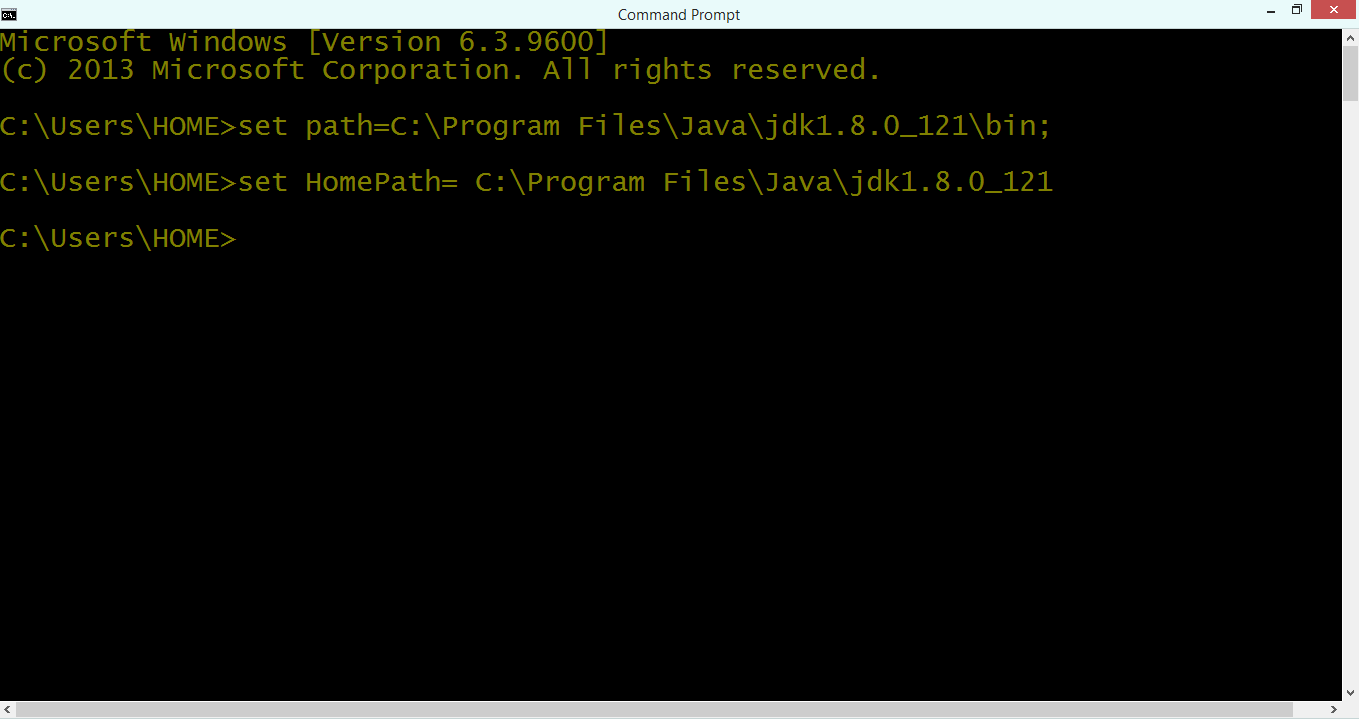 Command Prompt
Microsoft Windows [Version 6.3.9600]
(c) 2013 Microsoft Corporation. All rights reserved.
C:\Users\HOME>set path=C:\Program Files\Java\jdk1.8.0_121\bin;
C:\Users\HOME>set HomePath= C:\Program Files\Java\jdk1.8.0_121
C:\Users\HOME>